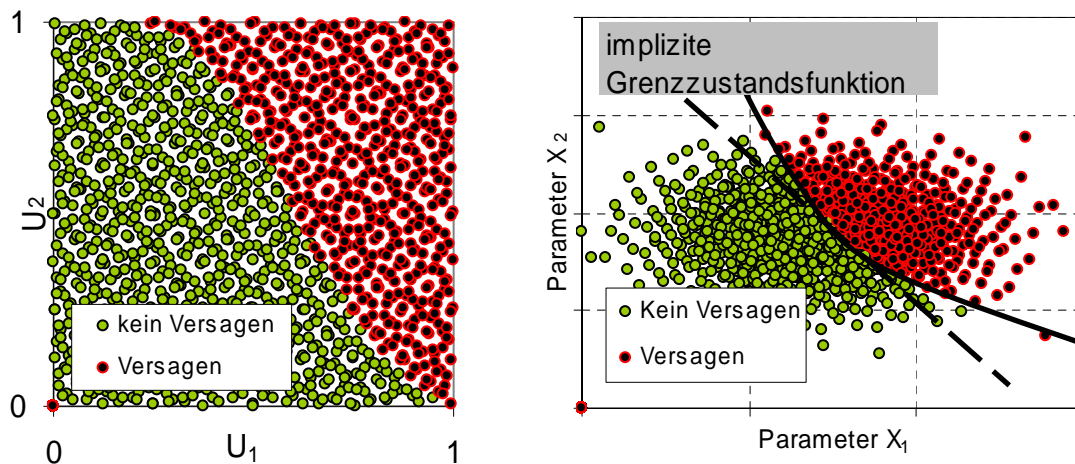 1
U2
0
kein Versagen
Versagen
0
U1
1
implizite
Grenzzustandsfunktion
Parameter X2
Kein Versagen
Versagen
Parameter X1